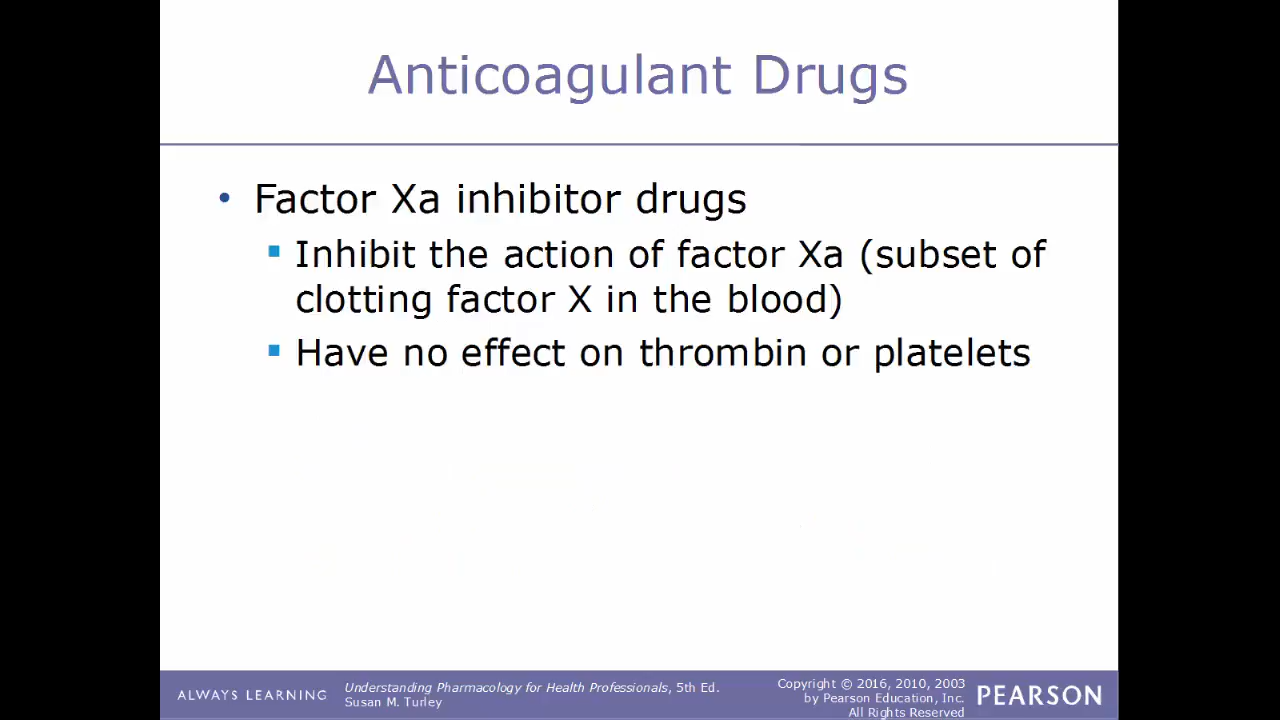 Anticoagulant Drugs
• Factor Xa inhibitor drugs
▪ Inhibit the action of factor Xa (subset of
clotting factor X in the blood)
▪ Have no effect on thrombin or platelets
ALWAYS LEARNING
Understanding Pharmacology for Health Professionals, 5th Ed.
Susan M. Turley
Copyright © 2016, 2010, 2003
by Pearson Education, Inc.
All Rights Reserved
PEARSON